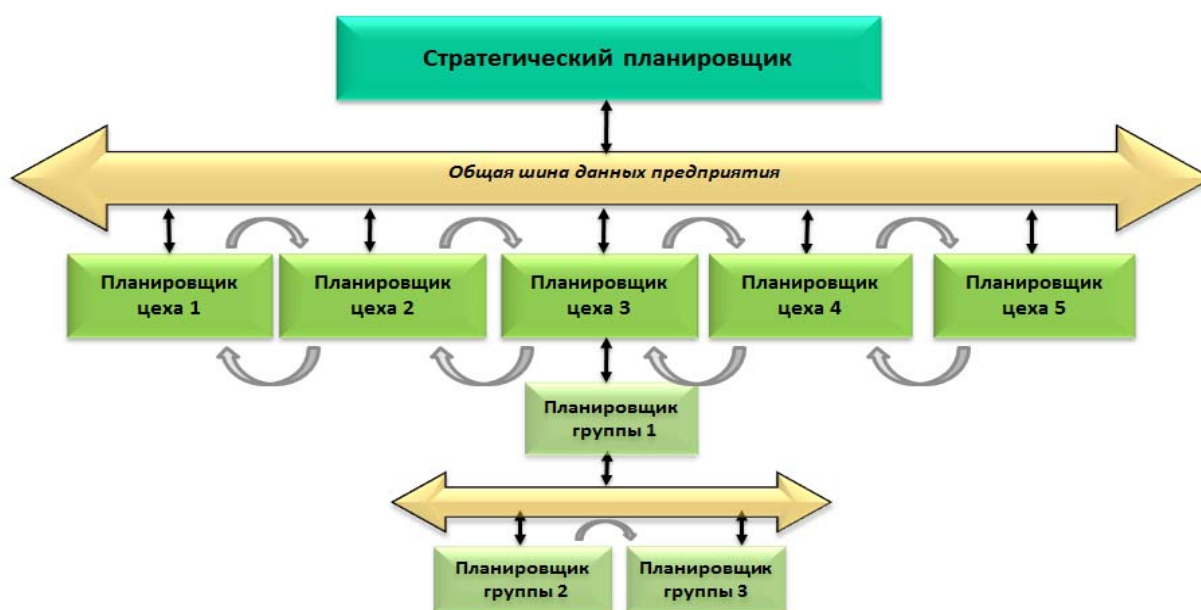 Стратегический планировщик
Общая шина данных предприятия
Планировщик
цеха 1
Планировщик
цеха 2
Планировщик
цеха 3
Планировщик
цеха 4
Планировщик
цеха 5
Планировщик
группы 1
Планировщик
группы 2
Планировщик
группы 3